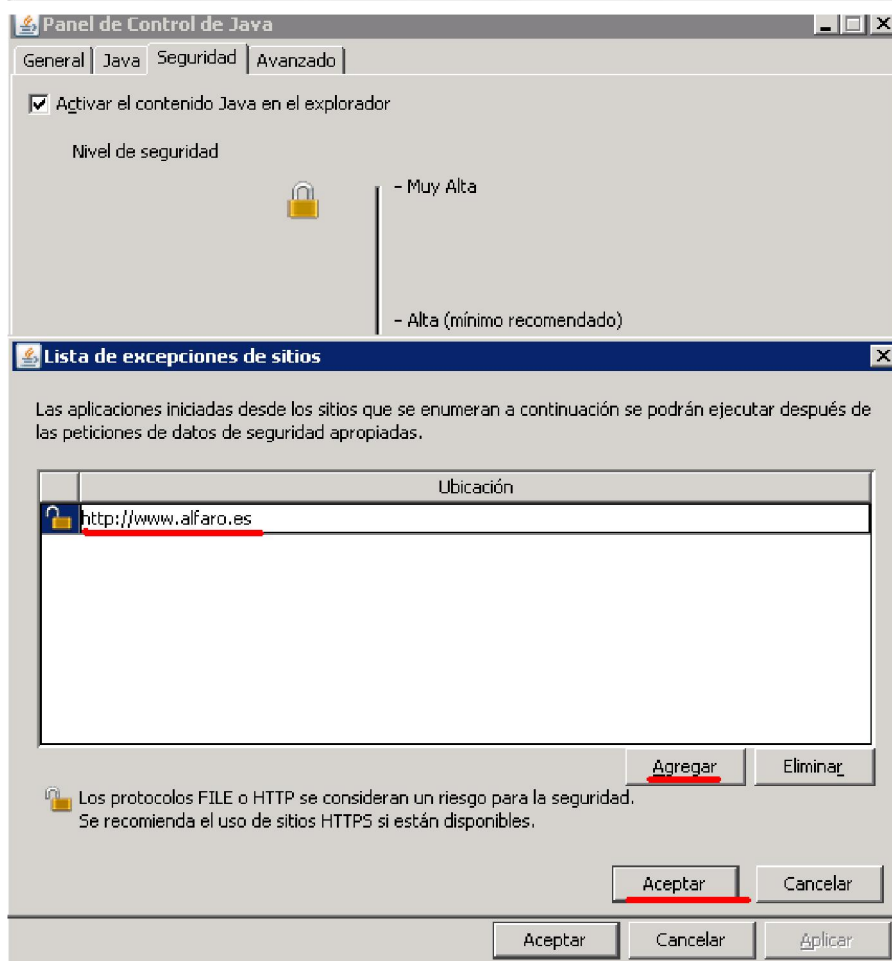 Panel de Control de Java
General
Java
Seguridad
Avanzado
Activar el contenido Java en el explorador
Nivel de seguridad
- Muy Alta
- Alta (mínimo recomendado)
Lista de excepciones de sitios
Las aplicaciones iniciadas desde los sitios que se enumeran a continuación se podrán ejecutar después de
las peticiones de datos de seguridad apropiadas.
Ubicación
http://www.alfaro.es
Agregar
Eliminar
Los protocolos FILE o HTTP se consideran un riesgo para la seguridad.
Se recomienda el uso de sitios HTTPS si están disponibles.
Aceptar
Cancelar
Aceptar
Cancelar
Aplicar